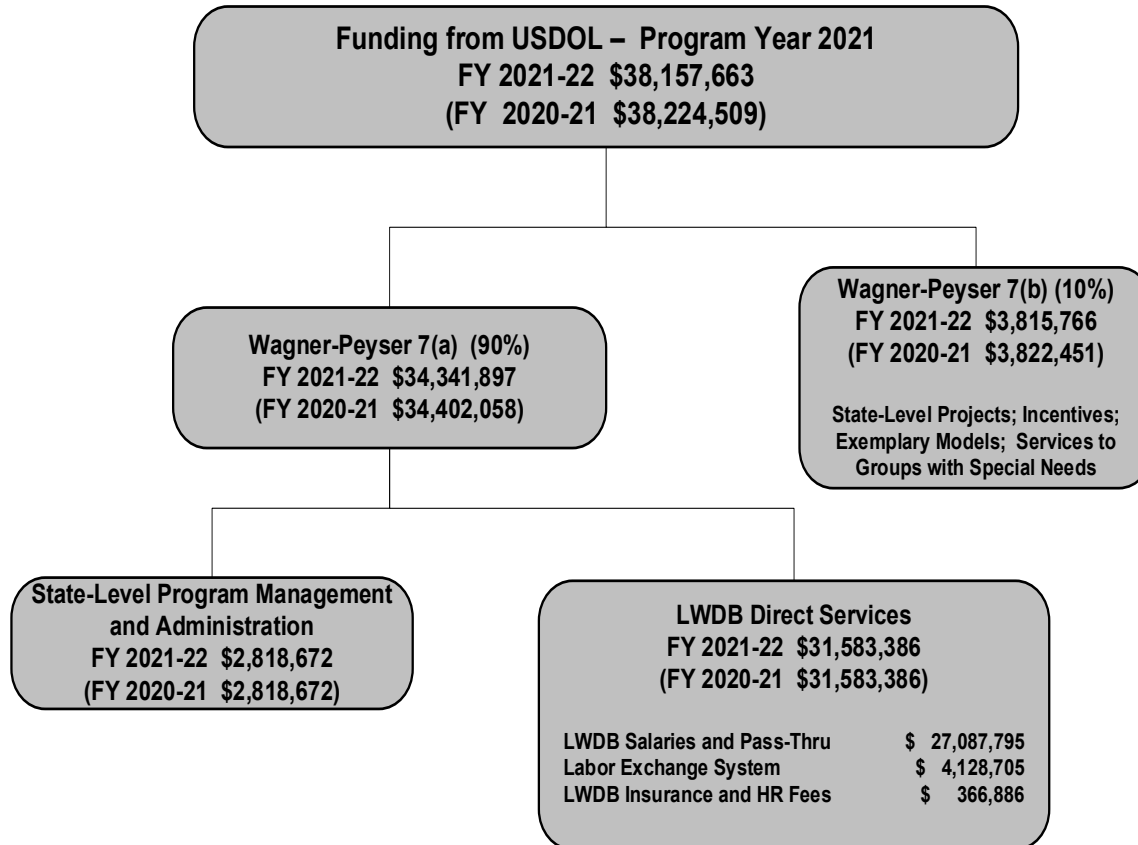 Funding from USDOL – Program Year 2021
FY 2021-22 $38,157,663
(FY 2020-21 $38,224,509)
Wagner-Peyser 7(a) (90%)
FY 2021-22 $34,341,897
(FY 2020-21 $34,402,058)
Wagner-Peyser 7(b) (10%)
FY 2021-22 $3,815,766
(FY 2020-21 $3,822,451)
State-Level Projects; Incentives;
Exemplary Models; Services to
Groups with Special Needs
State-Level Program Management
and Administration
FY 2021-22 $2,818,672
(FY 2020-21 $2,818,672)
LWDB Direct Services
FY 2021-22 $31,583,386
(FY 2020-21 $31,583,386)
LWDB Salaries and Pass-Thru $ 27,087,795
Labor Exchange System $ 4,128,705
LWDB Insurance and HR Fees $ 366,886